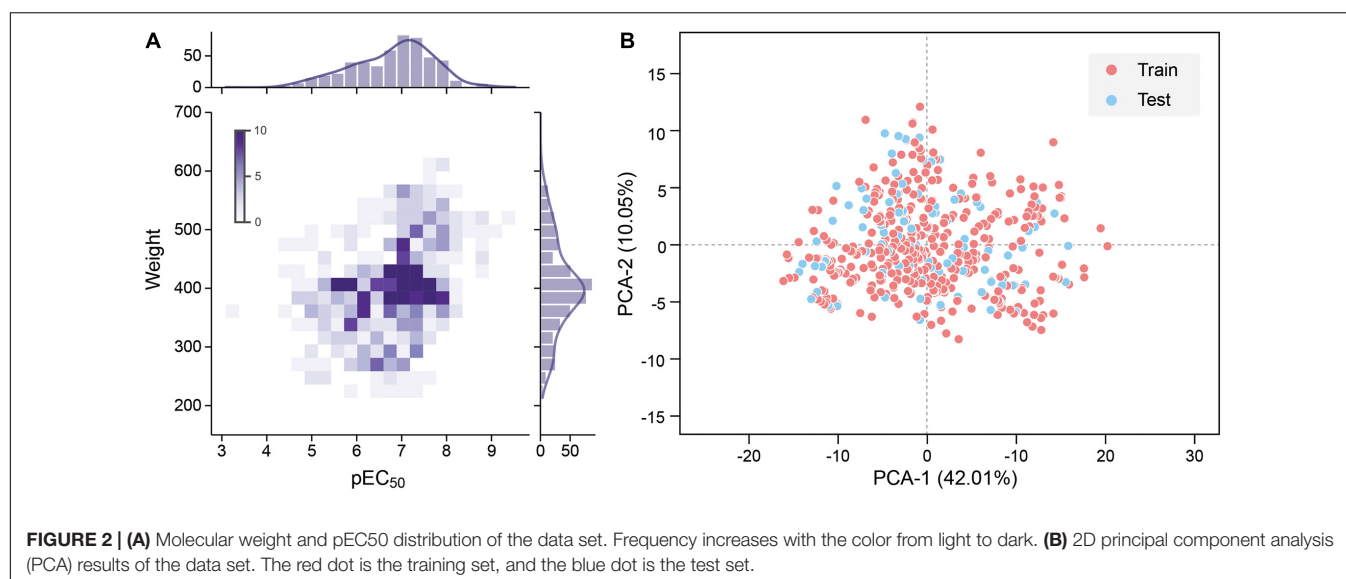 A
50
0
10
5
0
700
600
500
400
300
200
Weight
3 4 5 6 7 8 9
pEC50
0 50
B
Train
Test
15
10
5
0
-5
-10
-15
PCA-2 (10.05%)
-20 -10 0 -10 20 30
PCA-1 (42.01%)
FIGURE 2 | (A) Molecular weight and pEC50 distribution of the data set. Frequency increases with the color from light to dark. (B) 2D principal component analysis
(PCA) results of the data set. The red dot is the training set, and the blue dot is the test set.